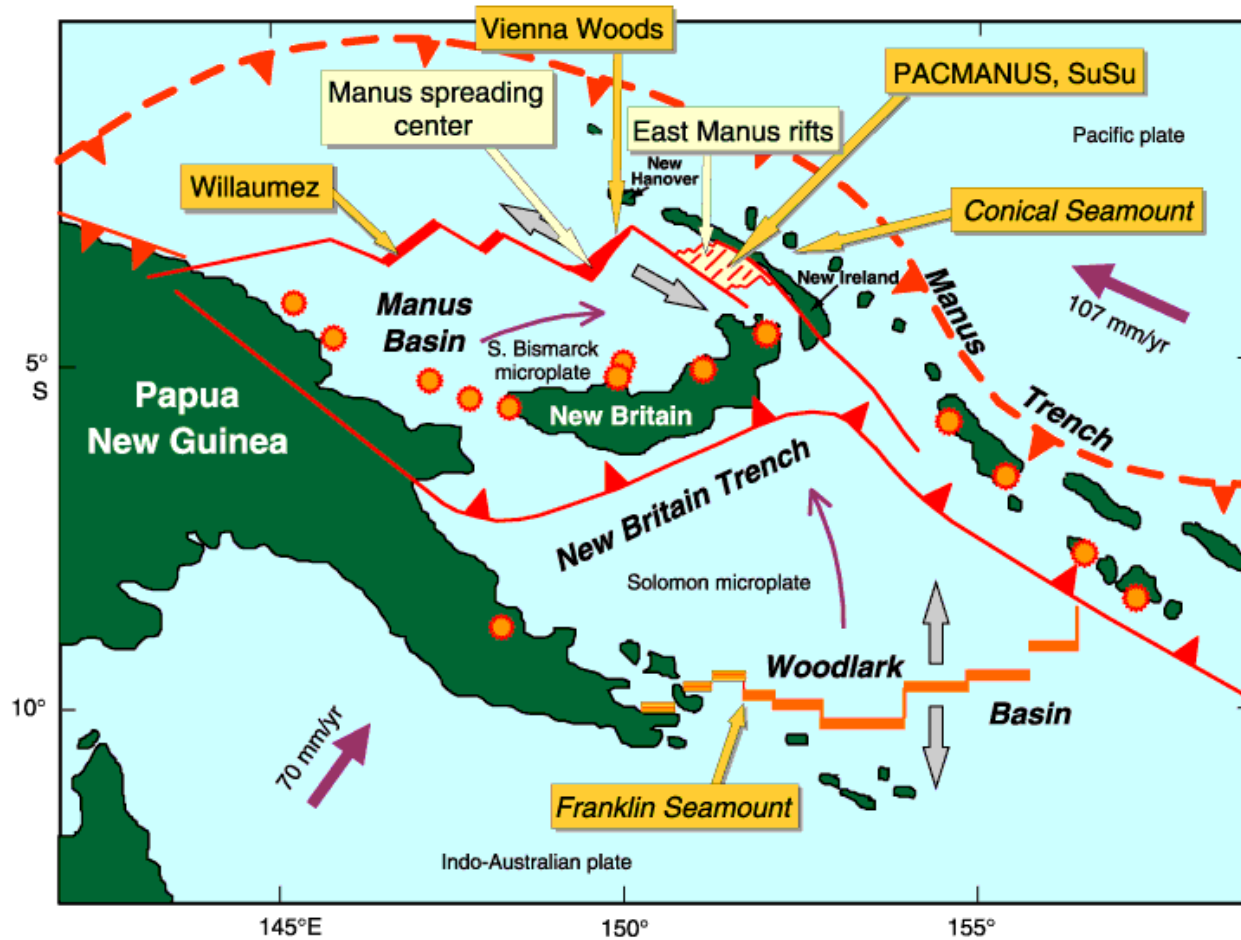 Vienna Woods
PACMANUS, SuSu
Manus spreading
center
East Manus rifts
Pacific plate
New
Hanover
Willaumez
Conical Seamount
New Ireland
Manus
Trench
107 mm/yr
Manus
Basin
S. Bismarck
microplate
5°
S
Papua
New Guinea
New Britain
New Britain Trench
Solomon microplate
Woodlark
Basin
10°
70 mm/yr
Franklin Seamount
Indo-Australian plate
145°E
150°
155°